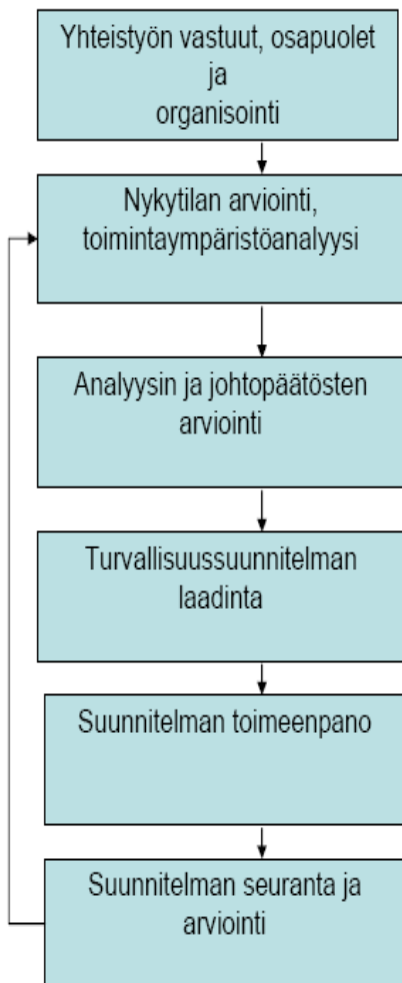 Yhteistyön vastuut, osapuolet
ja
organisointi
Nykytilan arviointi,
toimintaympäristöanalyysi
Analyysin ja johtopäätösten
arviointi
Turvallisuussuunnitelman
laadinta
Suunnitelman toimeenpano
Suunnitelman seuranta ja
arviointi